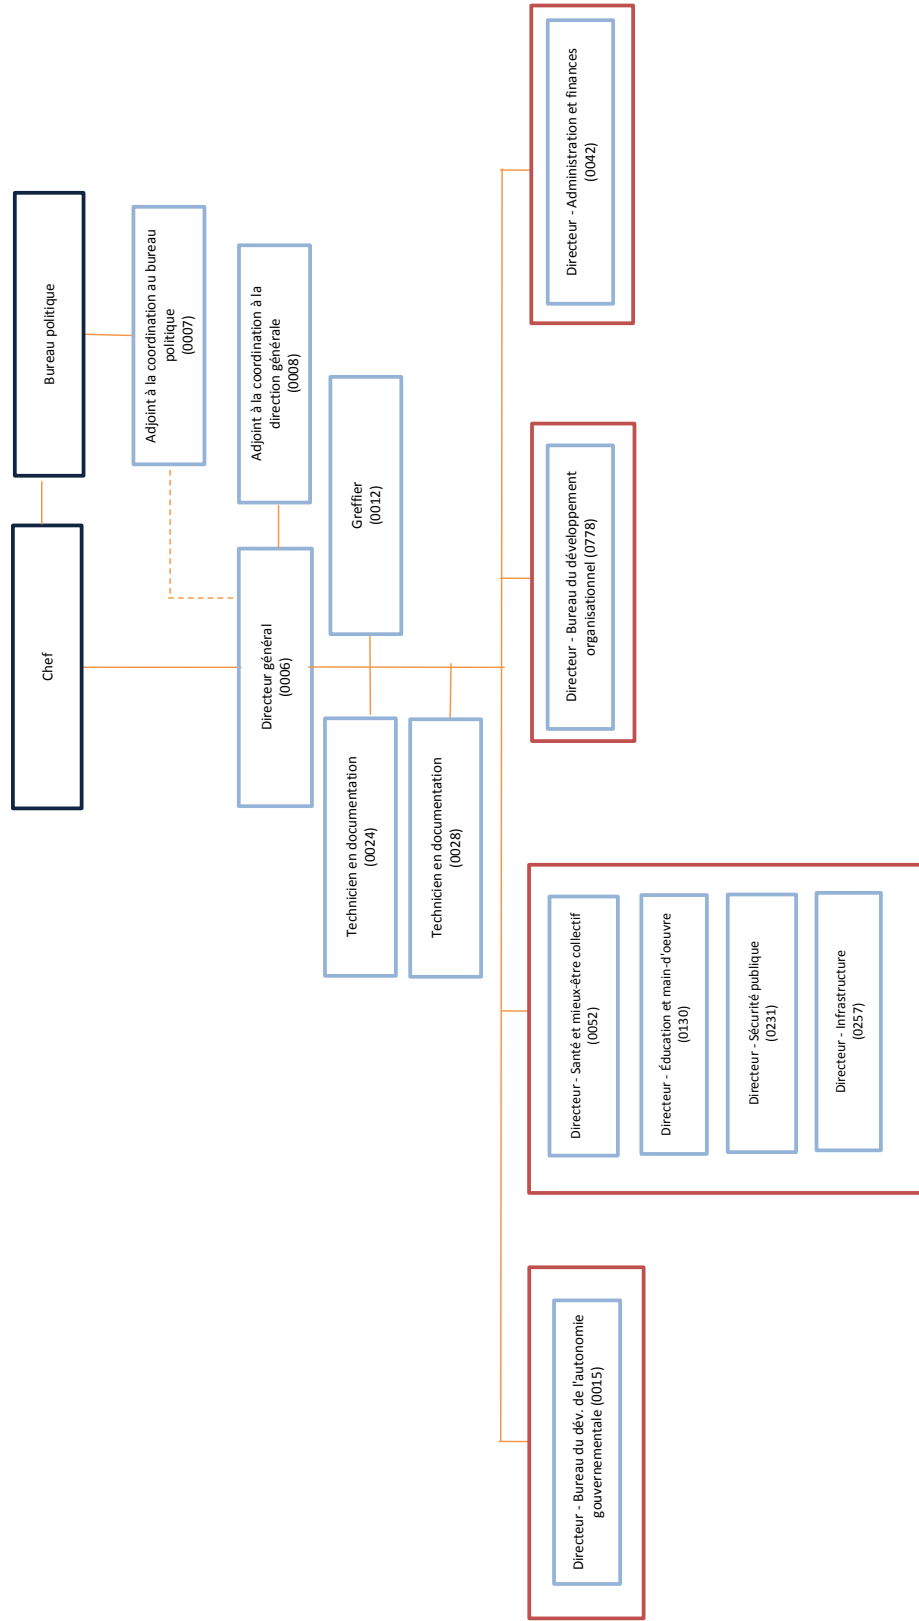 Chef
Bureau politique
Adjoint à la coordination au bureau
politique
(0007)
Directeur général
(0006)
Adjoint à la coordination à la
direction générale
(0008)
Technicien en documentation
(0024)
Greffier
(0012)
Technicien en documentation
(0028)
Directeur - Bureau du dév. de l'autonomie
gouvernementale (0015)
Directeur - Santé et mieux-être collectif
(0052)
Directeur - Éducation et main-d'oeuvre
(0130)
Directeur - Sécurité publique
(0231)
Directeur - Infrastructure
(0257)
Directeur - Bureau du développement
organisationnel (0778)
Directeur - Administration et finances
(0042)